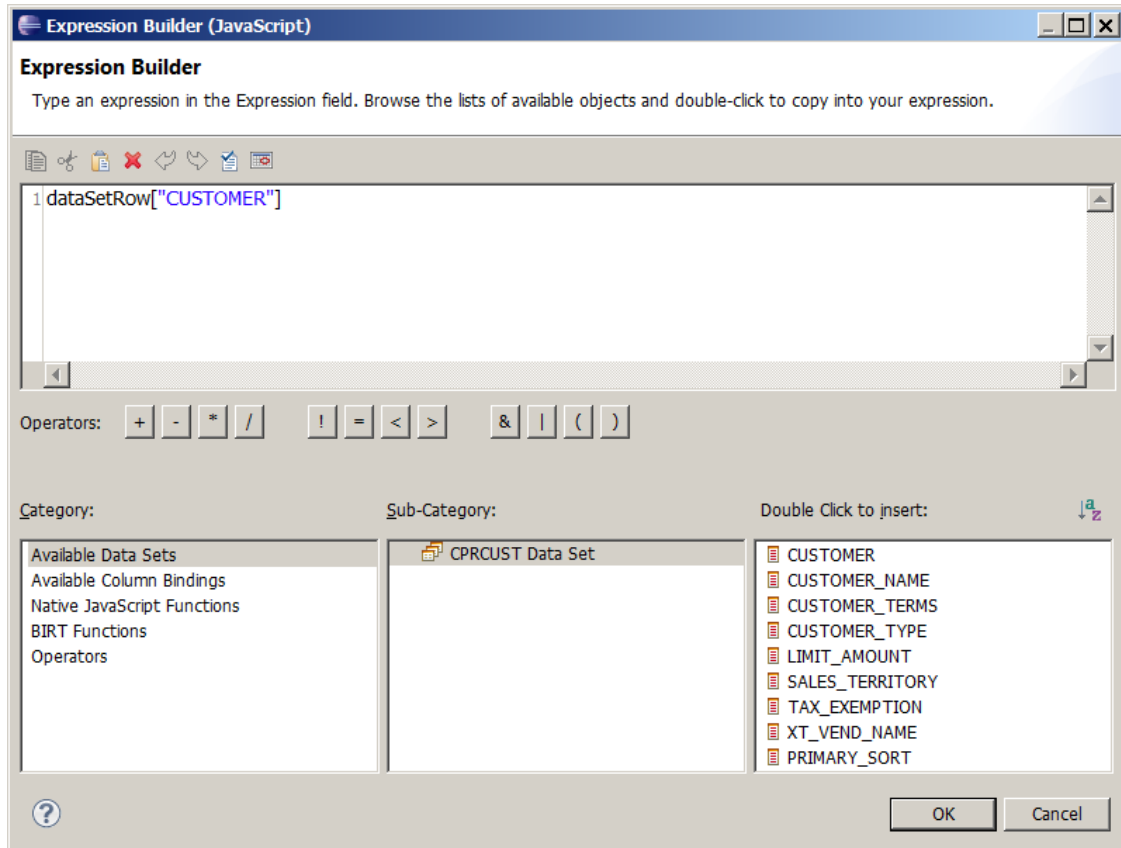 Expression Builder (JavaScript)
Expression Builder
Type an expression in the Expression field. Browse the lists of available objects and double-click to copy into your expression.
1 dataSetRow["CUSTOMER"]
Operators: + - * / ! = < > & | ( )
Category: Sub-Category: Double Click to insert: a z
Available Data Sets CPRCUST Data Set CUSTOMER
Available Column Bindings CUSTOMER_NAME
Native JavaScript Functions CUSTOMER_TERMS
BIRT Functions CUSTOMER_TYPE
Operators LIMIT_AMOUNT
SALES_TERRITORY
TAX_EXEMPTION
XT_VEND_NAME
PRIMARY_SORT
? OK Cancel